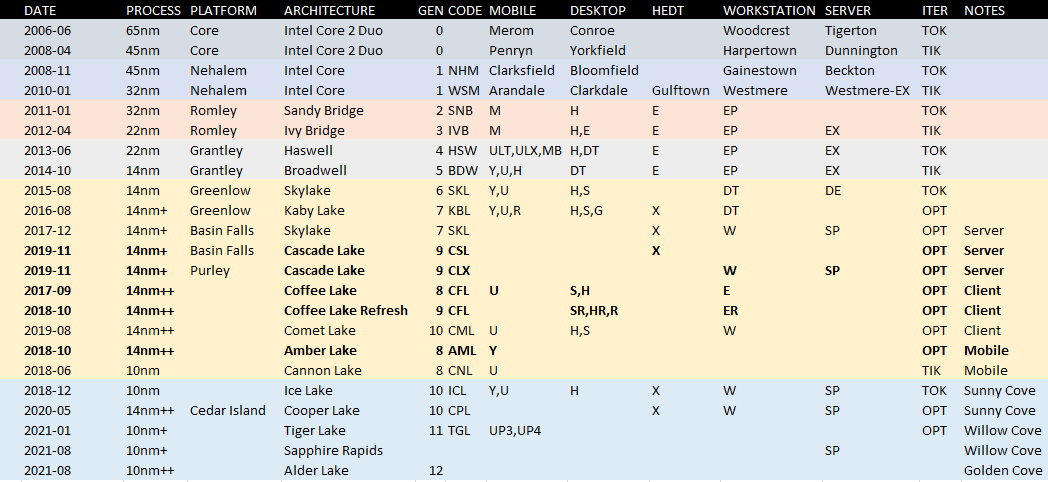 DATE PROCESS PLATFORM ARCHITECTURE GEN CODE MOBILE DESKTOP HEDT WORKSTATION SERVER ITER NOTES
2006-06 65nm Core Intel Core 2 Duo 0 Merom Conroe Woodcrest Tigerton TOK
2008-04 45nm Core Intel Core 2 Duo 0 Penryn Yorkfield Harpertown Dunnington TIK
2008-11 45nm Nehalem Intel Core 1 NHM Clarksfield Bloomfield Gainestown Beckton TOK
2010-01 32nm Nehalem Intel Core 1 WSM Arandale Clarkdale Gulftown Westmere Westmere-EX TIK
2011-01 32nm Romley Sandy Bridge 2 SNB M H E EP TOK
2012-04 22nm Romley Ivy Bridge 3 IVB M H,E E EP EX TIK
2013-06 22nm Grantley Haswell 4 HSW ULT,ULX,MB H,DT E EP EX TOK
2014-10 14nm Grantley Broadwell 5 BDW Y,U,H DT E EP EX TIK
2015-08 14nm Greenlow Skylake 6 SKL Y,U H,S DT DE TOK
2016-08 14nm+ Greenlow Kaby Lake 7 KBL Y,U,R H,S,G X DT OPT
2017-12 14nm+ Basin Falls Skylake 7 SKL X W SP OPT Server
2019-11 14nm+ Basin Falls Cascade Lake 9 CSL X OPT Server
2019-11 14nm+ Purley Cascade Lake 9 CLX W SP OPT Server
2017-09 14nm++ Coffee Lake 8 CFL U S,H E OPT Client
2018-10 14nm++ Coffee Lake Refresh 9 CFL SR,HR,R ER OPT Client
2019-08 14nm++ Comet Lake 10 CML U H,S W OPT Client
2018-10 14nm++ Amber Lake 8 AML Y OPT Mobile
2018-06 10nm Cannon Lake 8 CNL U TIK Mobile
2018-12 10nm Ice Lake 10 ICL Y,U H X W SP TOK Sunny Cove
2020-05 14nm++ Cedar Island Cooper Lake 10 CPL X W SP OPT Sunny Cove
2021-01 10nm+ Tiger Lake 11 TGL UP3,UP4 OPT Willow Cove
2021-08 10nm+ Sapphire Rapids SP Willow Cove
2021-08 10nm++ Alder Lake 12 Golden Cove